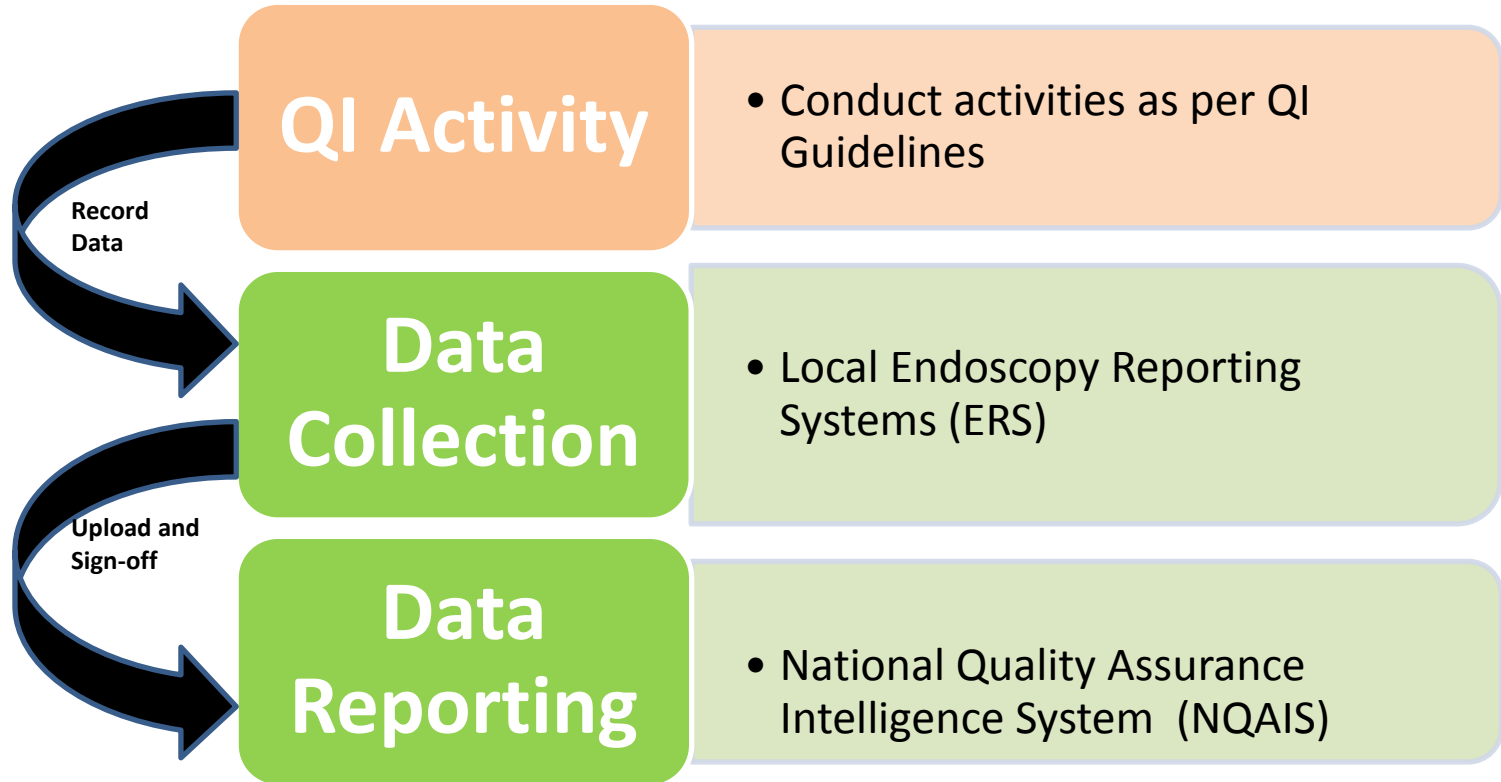 QI Activity
• Conduct activities as per QI
Guidelines
Record
Data
Data
Collection
• Local Endoscopy Reporting
Systems (ERS)
Upload and
Sign-off
Data
Reporting
• National Quality Assurance
Intelligence System (NQAIS)